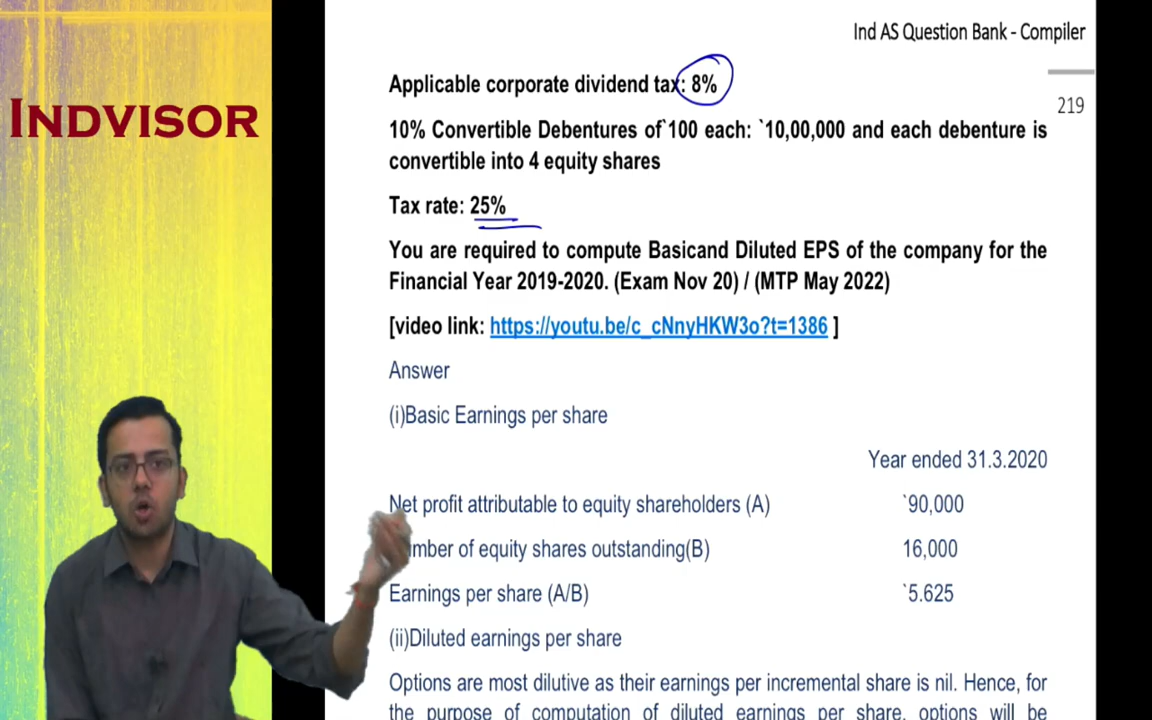 INDVISOR
Ind AS Question Bank - Compiler
219
Applicable corporate dividend tax: 8%
10% Convertible Debentures of`100 each: `10,00,000 and each debenture is
convertible into 4 equity shares
Tax rate: 25%
You are required to compute Basicand Diluted EPS of the company for the
Financial Year 2019-2020. (Exam Nov 20) / (MTP May 2022)
[video link: https://youtu.be/c_cNnyHKW3o?t=1386 ]
Answer
(i)Basic Earnings per share
Year ended 31.3.2020
Net profit attributable to equity shareholders (A) `90,000
of equity shares outstanding(B) 16,000
Earnings per share (A/B) `5.625
(ii)Diluted earnings per share
Options are most dilutive as their earnings per incremental share is nil. Hence, for
the purpose of computation of diluted earnings per share, options will be